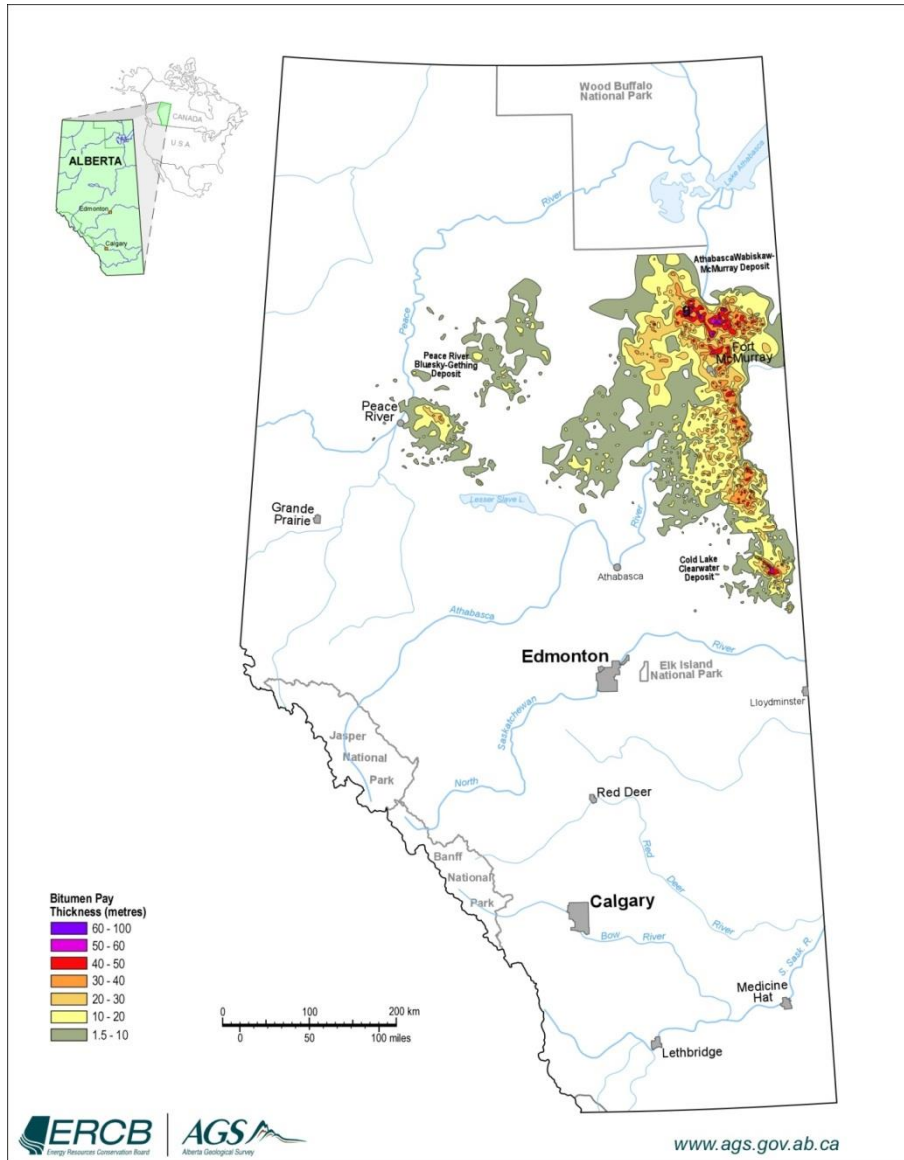 CANADA
U.S.A.
ALBERTA
Edmonton
Calgary
Wood Buffalo
National Park
Lake Athabasca
River
Peace
Athabasca Wabiskaw-
McMurray Deposit
Fort
McMurray
Peace River
Bluesky-Gething
Deposit
Peace
River
Lesser Slave L.
River
Grande
Prairie
Athabasca
Cold Lake
Clearwater
Deposit
Athabasca
Edmonton
River
Elk Island
National Park
Lloydminster
Saskatchewan
North
Jasper
National
Park
Red Deer
Red
Deer
River
Banff
National
Park
Calgary
Bow
River
S. Sask. R.
Medicine
Hat
Lethbridge
Bitumen Pay
Thickness (metres)
60 - 100
50 - 60
40 - 50
30 - 40
20 - 30
10 - 20
1.5 - 10
0 100 200 km
0 50 100 miles
ERCB
Energy Resources Conservation Board
AGS
Alberta Geological Survey
www.ags.gov.ab.ca